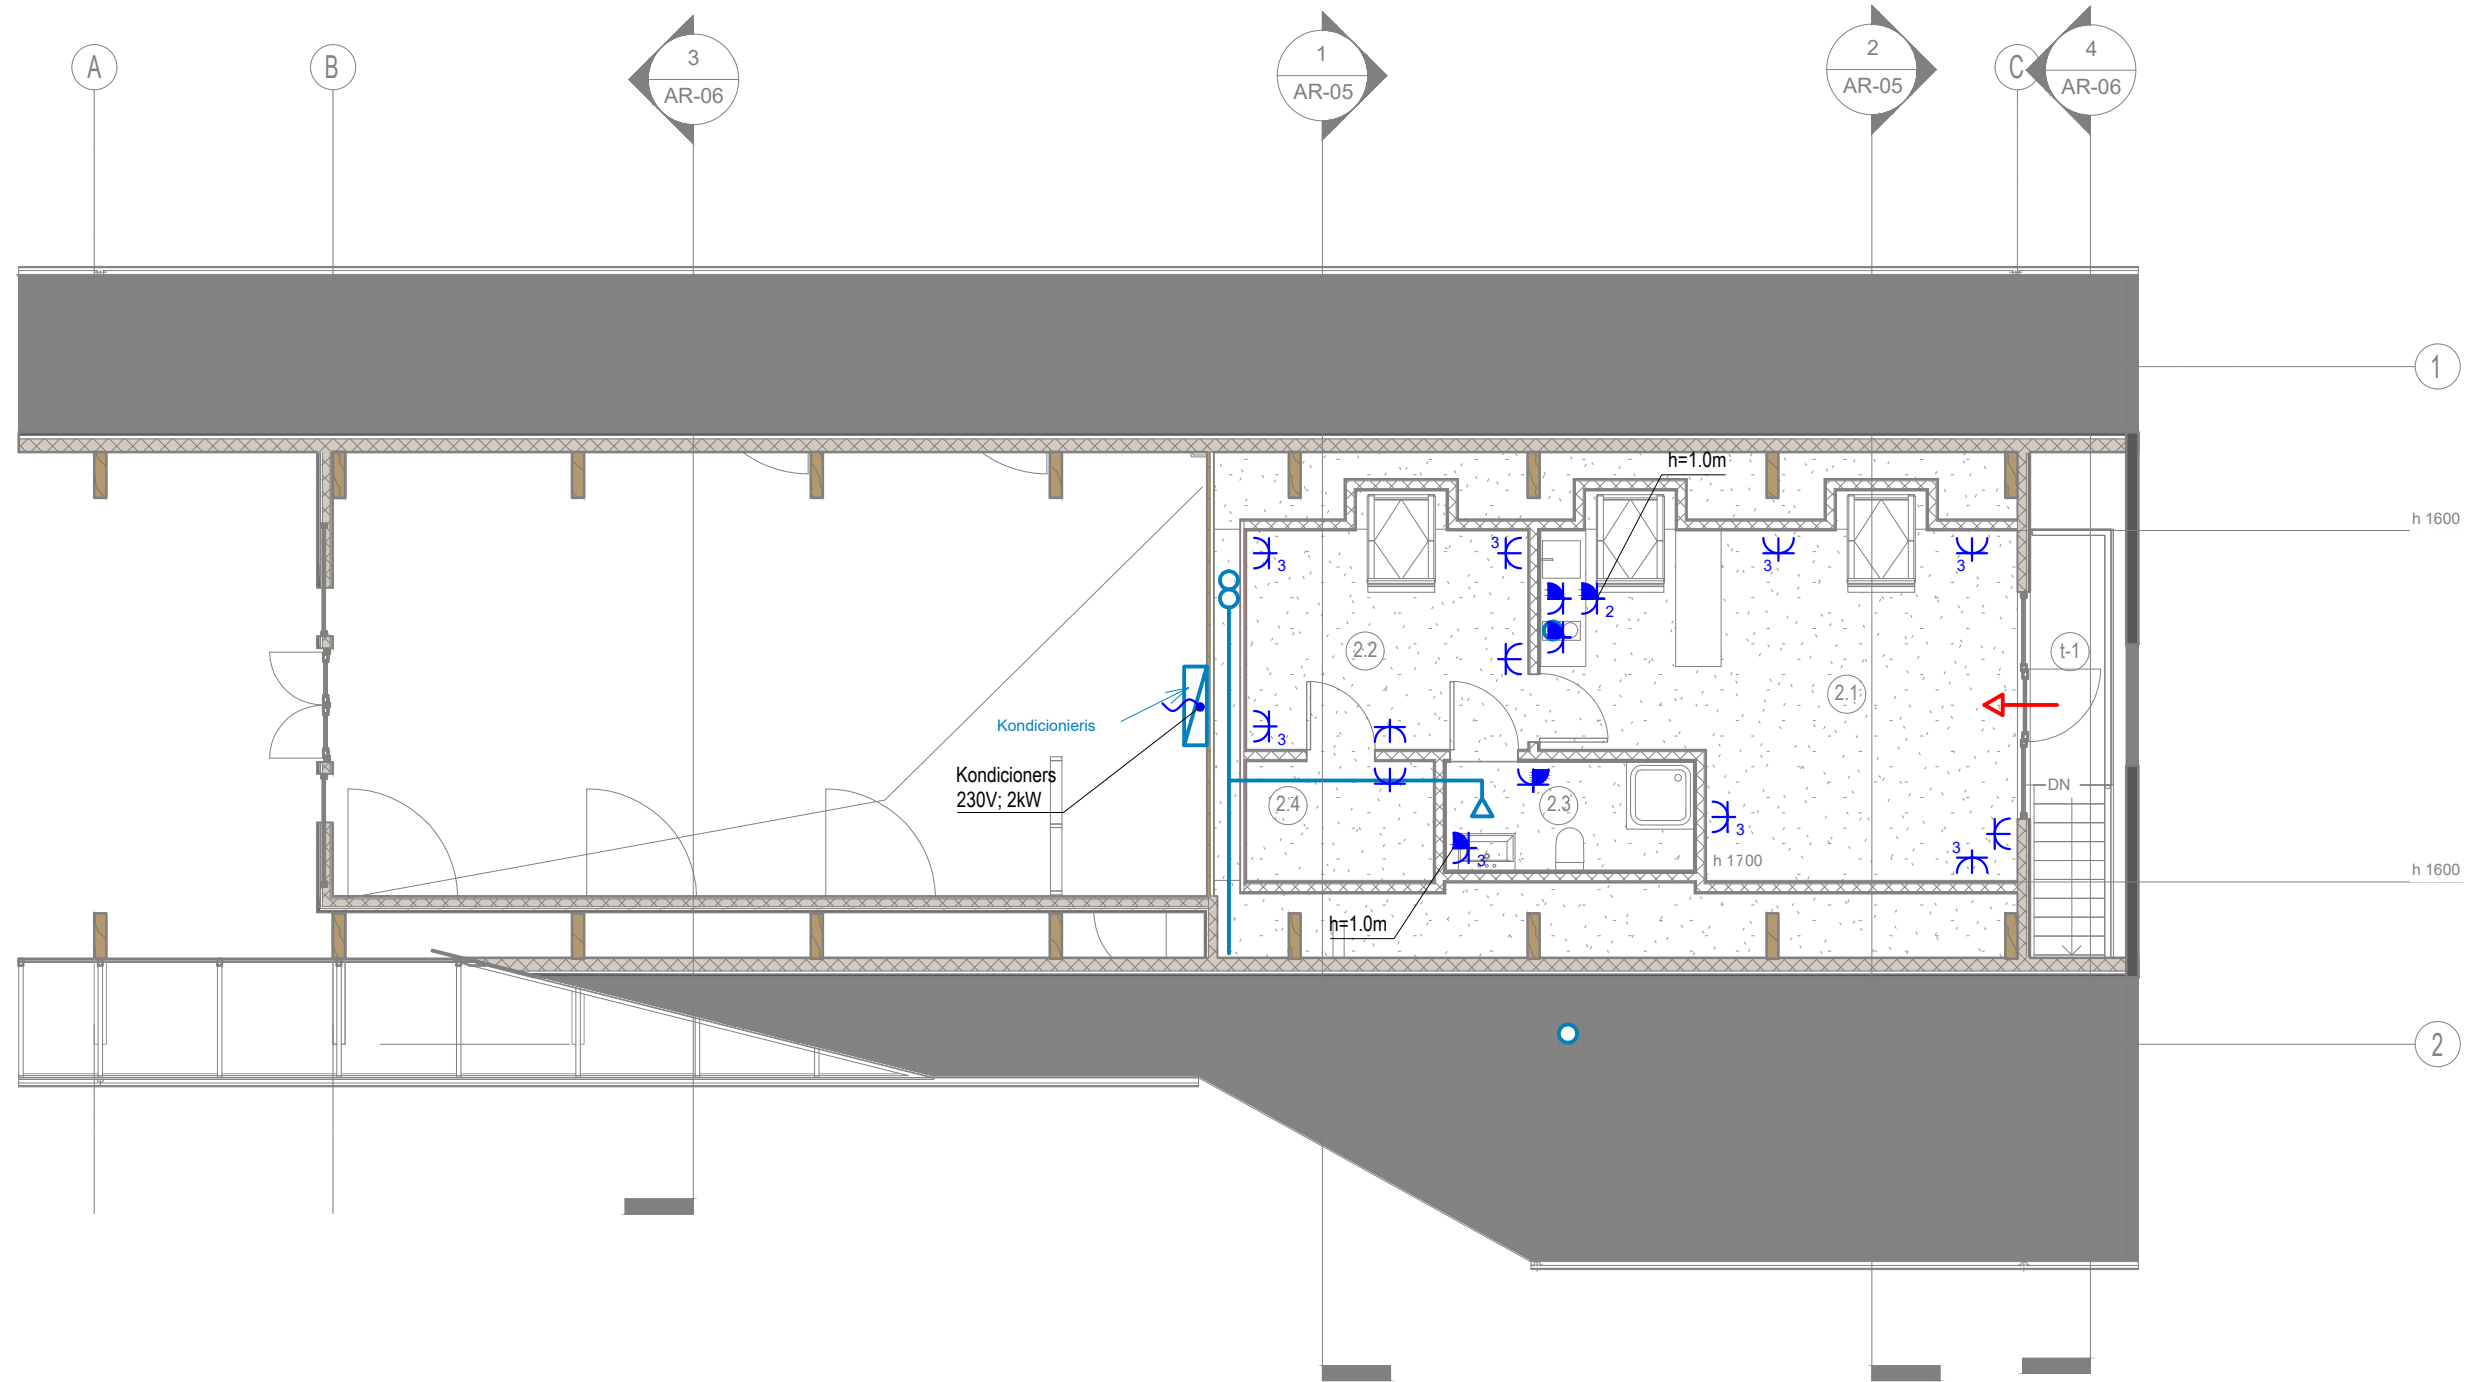 A
B
3
AR-06
1
AR-05
2
AR-05
C
4
AR-06
1
h=1.0m
h 1600
3
3
3
3
2
2.2
t-1
2.1
Kondicionieris
3
Kondicioners
230V; 2kW
DN
2.4
2.3
3
3
3
h 1700
h 1600
h=1.0m
2